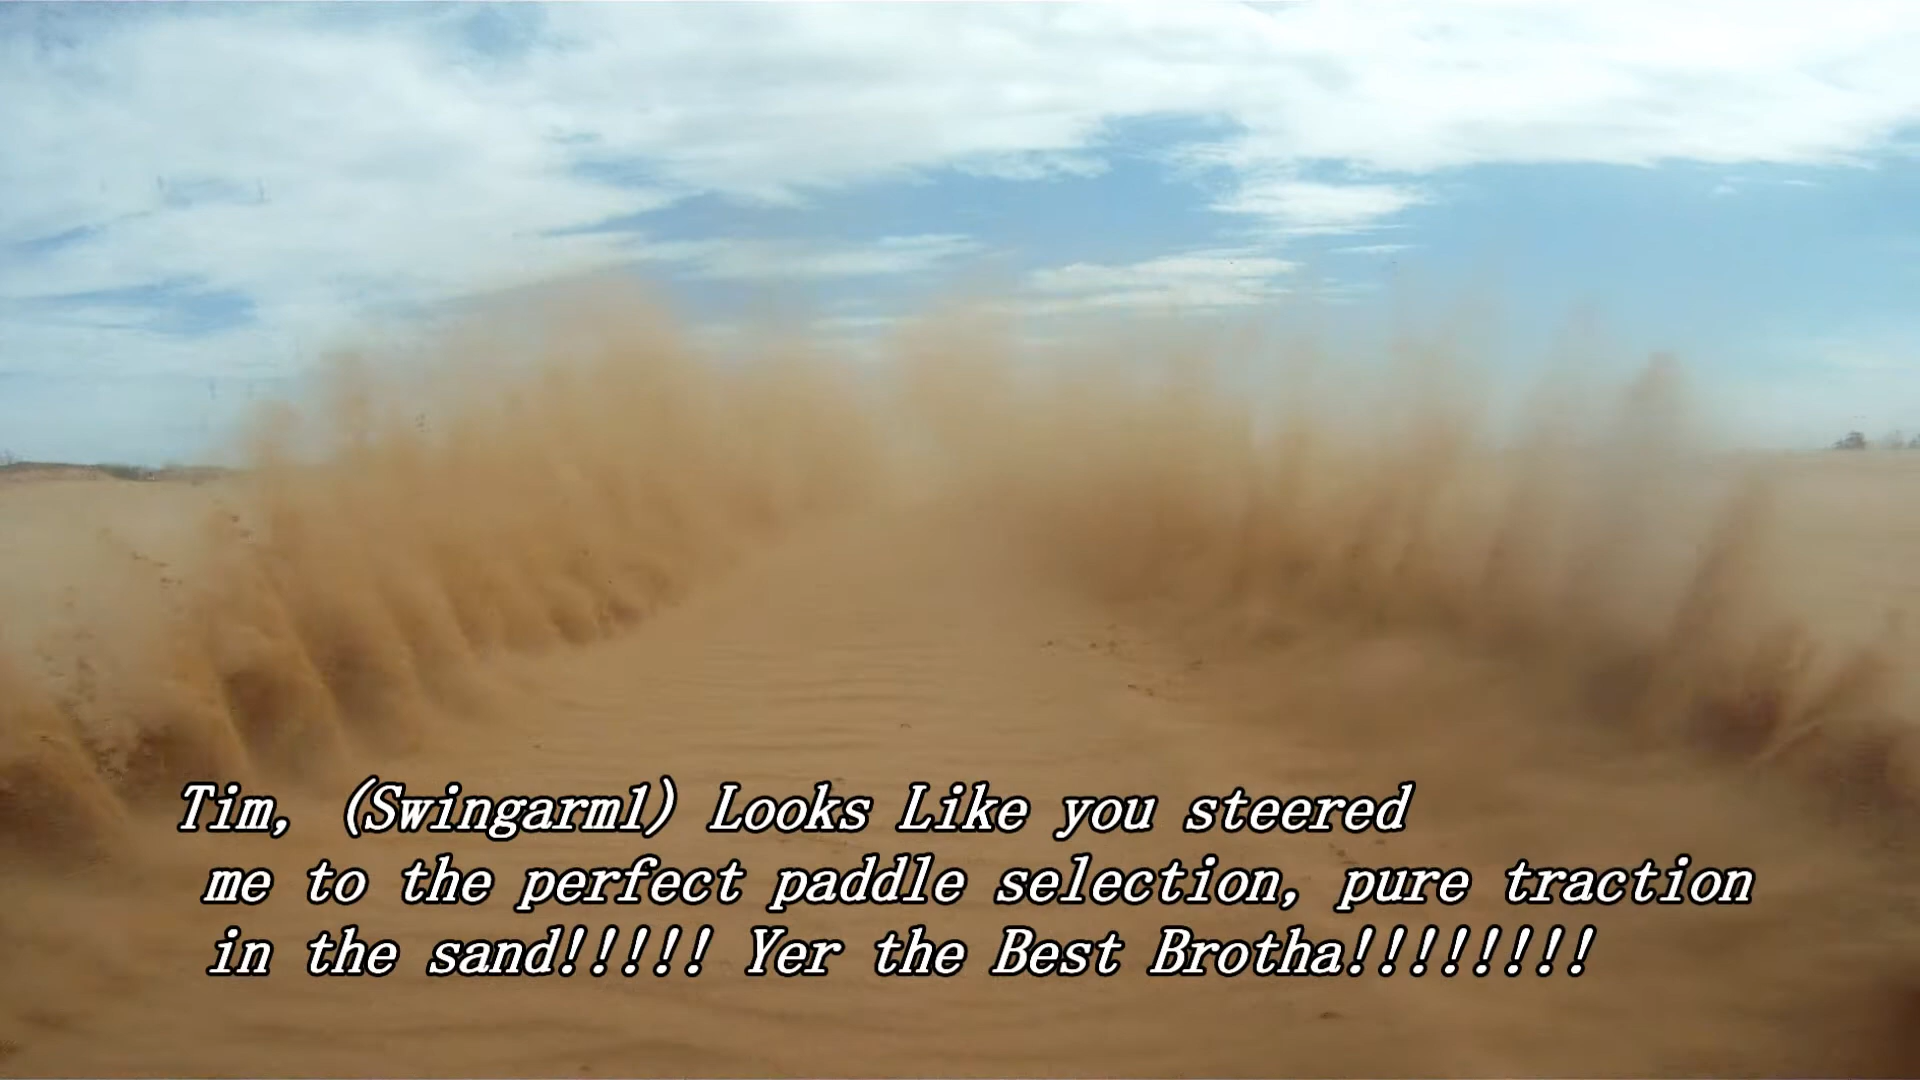 Tim, (Swingarm1) Looks Like you steered
me to the perfect paddle selection, pure traction
in the sand!!!!! Yer the Best Brotha!!!!!!!!